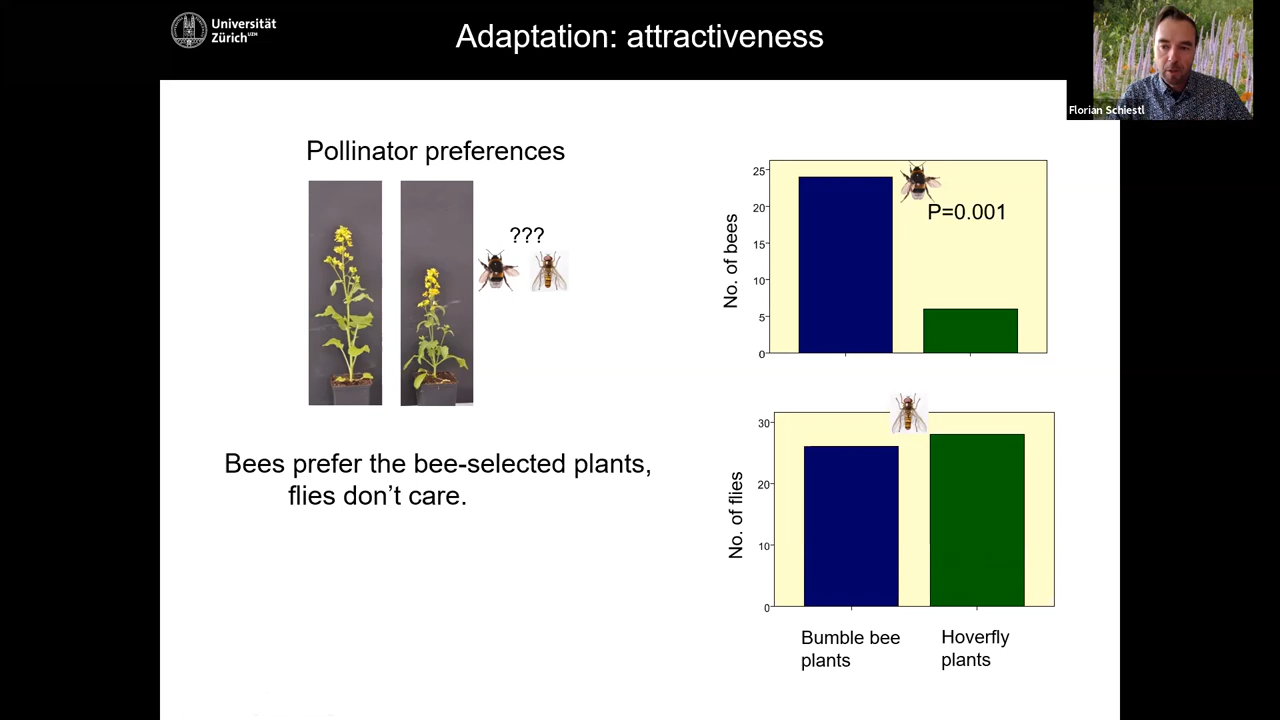 Universität
Zürich UZH
Adaptation: attractiveness
Florian Schiestl
Pollinator preferences
???
Bees prefer the bee-selected plants,
flies don't care.
No. of bees
25
20
15
10
5
0
P=0.001
No. of flies
30
20
10
0
Bumble bee
plants
Hoverfly
plants